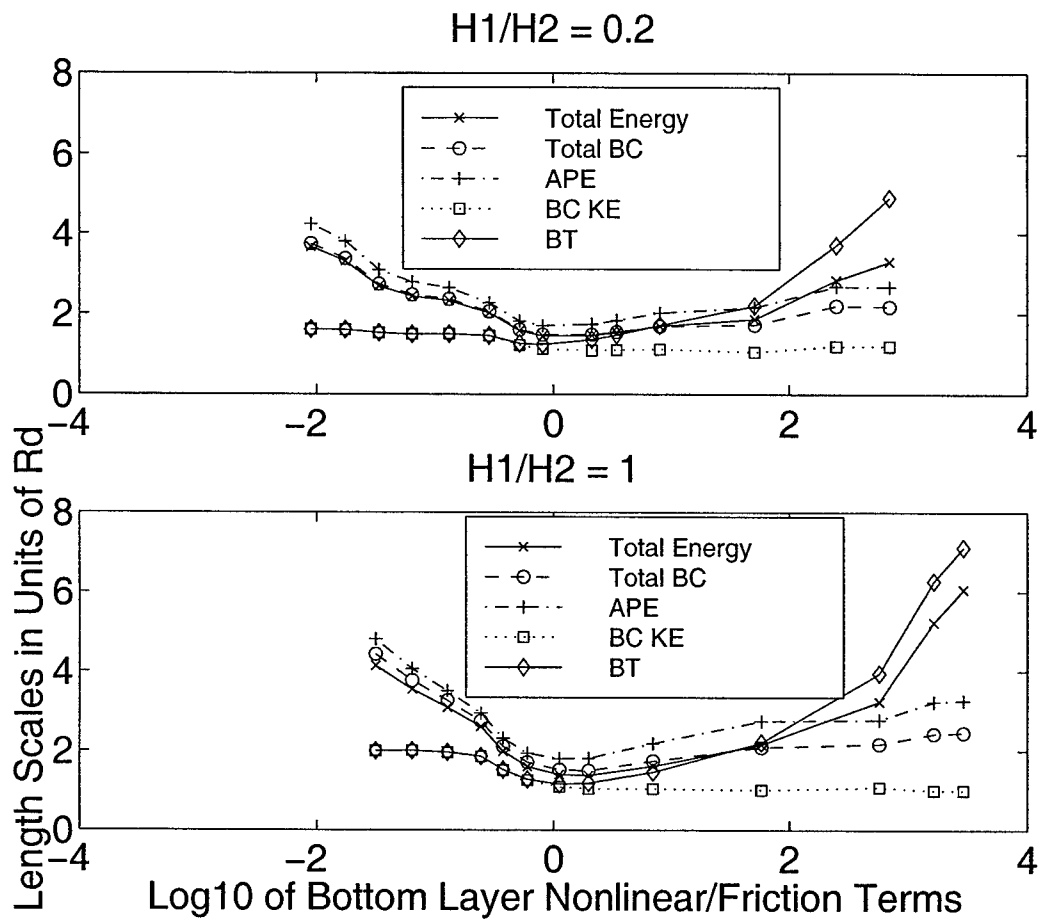 H1/H2 = 0.2
8
6
4
2
0
Total Energy
Total BC
APE
BC KE
BT
−4
−2
0
2
4
H1/H2 = 1
8
6
4
2
0
Total Energy
Total BC
APE
BC KE
BT
−4
−2
0
2
4
Length Scales in Units of Rd
Log10 of Bottom Layer Nonlinear/Friction Terms